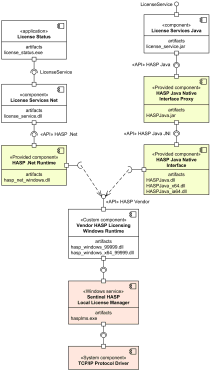 LicenseService
«application»
License Status
artifacts
license_status.exe
«component»
License Services Java
artifacts
license_service.jar
LicenseService
«API» HASP Java
«component»
License Services Net
artifacts
license_service.dll
«Provided component»
HASP Java Native
Interface Proxy
artifacts
HASPJava.jar
«API» HASP .Net
«API» HASP Java JNI
«Provided component»
HASP .Net Runtime
artifacts
hasp_net_windows.dll
«Provided component»
HASP Java Native
Interface
artifacts
HASPJava.dll
HASPJava_x64.dll
HASPJava_ia64.dll
«API» HASP Vendor
«Custom component»
Vendor HASP Licensing
Windows Runtime
artifacts
hasp_windows_99999.dll
hasp_windows_x64_99999.dll
«Windows service»
Sentinel HASP
Local License Manager
artifacts
hasplms.exe
«System component»
TCP/IP Protocol Driver